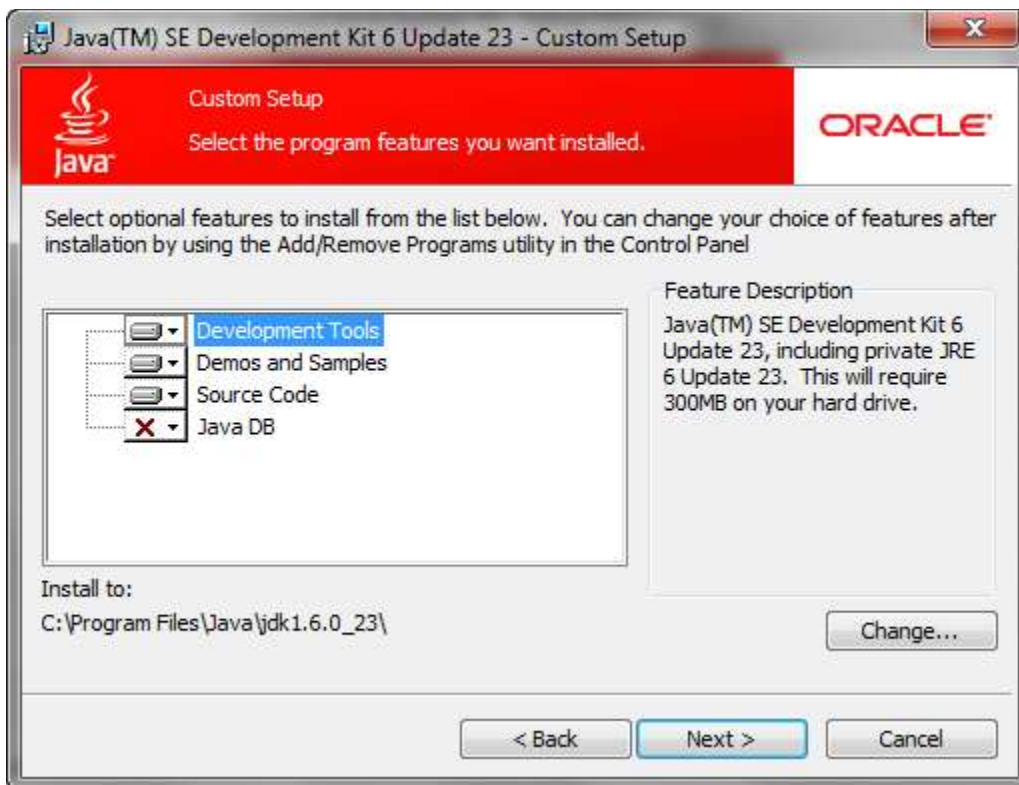 Java(TM) SE Development Kit 6 Update 23 - Custom Setup
Java™
Custom Setup
Select the program features you want installed.
ORACLE®
Select optional features to install from the list below.  You can change your choice of features after
installation by using the Add/Remove Programs utility in the Control Panel
Development Tools
Demos and Samples
Source Code
Java DB
Feature Description
Java(TM) SE Development Kit 6
Update 23, including private JRE
6 Update 23.  This will require
300MB on your hard drive.
Install to:
C:\Program Files\Java\jdk1.6.0_23\
Change...
< Back
Next >
Cancel